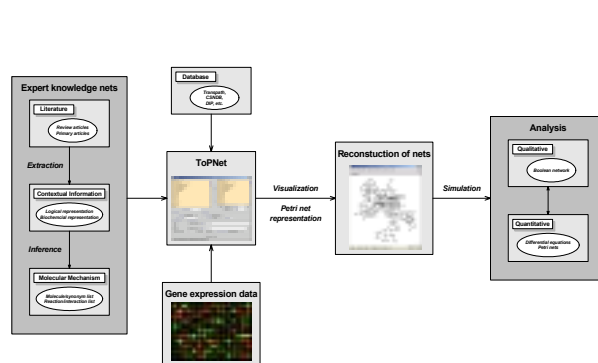 Expert knowledge nets
Literature
Review articles
Primary articles
Extraction
Contextual Information
Logical representation
Biochemcial representation
Inference
Molecular Mechanism
Molecule/synonym list
Reaction/interaction list
Database
Transpath,
CSNDB,
DIP, etc.
ToPNet
Gene expression data
Visualization
Petri net
representation
Reconstuction of nets
Simulation
Analysis
Qualitative
Boolean network
Quantitative
Differential equations
Petri nets